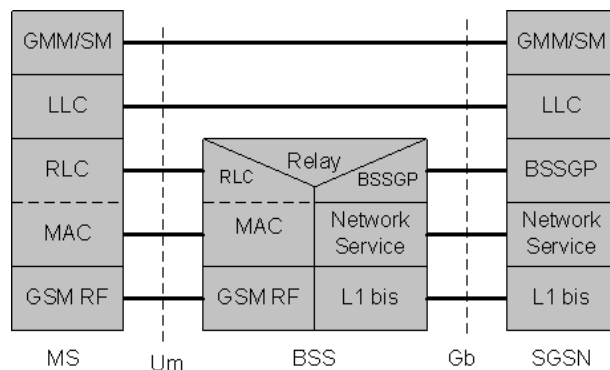 GMM/SM
GMM/SM
LLC
LLC
RLC
RLC
Relay
BSSGP
BSSGP
MAC
MAC
Network
Service
Network
Service
GSM RF
GSM RF
L1 bis
L1 bis
MS
Um
BSS
Gb
SGSN